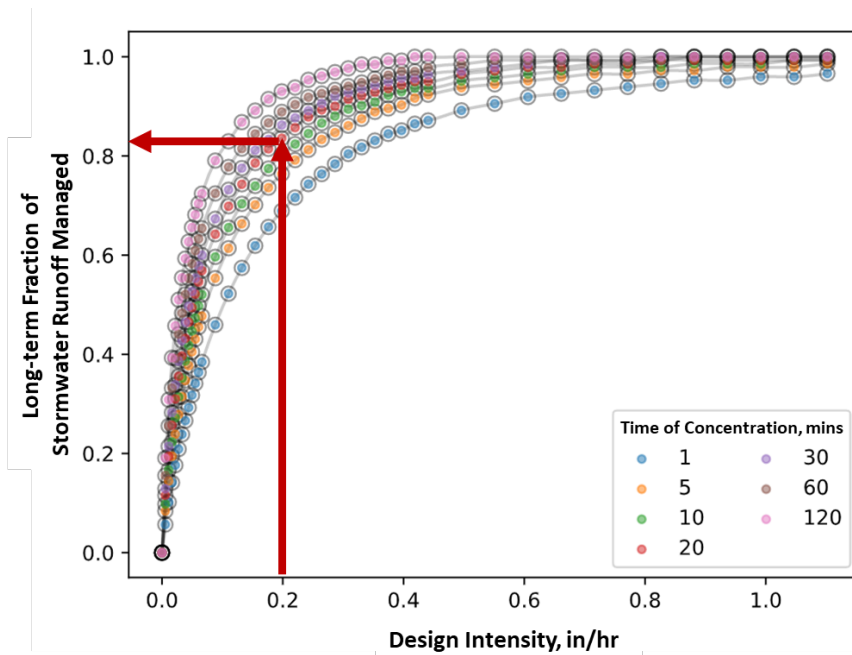 1.0
0.8
0.6
0.4
0.2
0.0
Long-term Fraction of
Stormwater Runoff Managed
0.0 0.2 0.4 0.6 0.8 1.0
Design Intensity, in/hr
Time of Concentration, mins
1 30
5 60
10 120
20